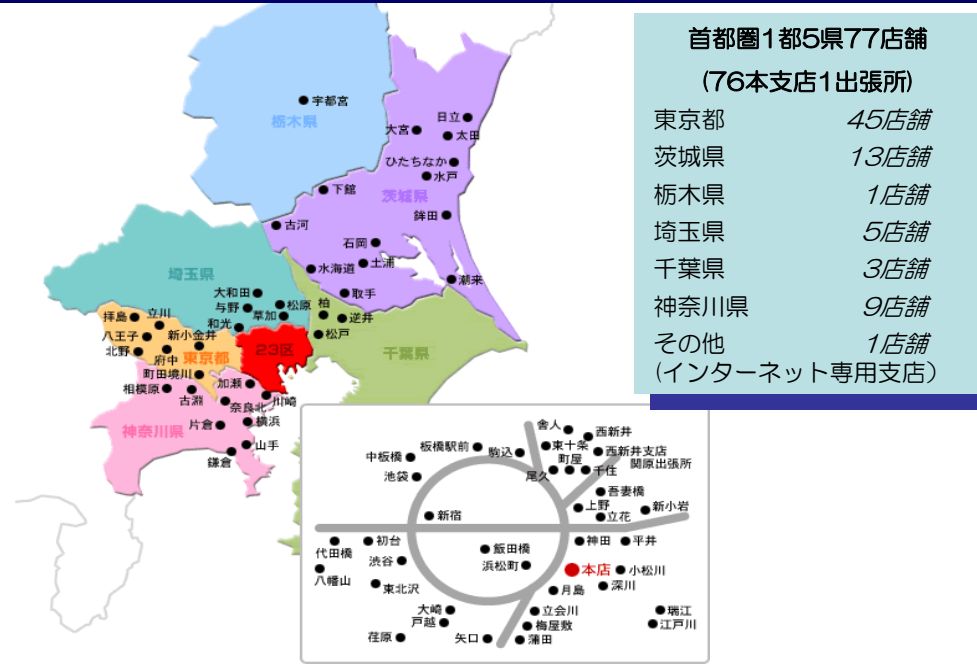 首都圏1都5県77店舗
(76本支店1出張所)
東京都 45店舗
茨城県 13店舗
栃木県 1店舗
埼玉県 5店舗
千葉県 3店舗
神奈川県 9店舗
その他 1店舗
(インターネット専用支店)
宇都宮
栃木県
日立
大宮
太田
ひたちなか
水戸
下館
茨城県
鉾田
古河
石岡
土浦
水海道
潮来
取手
埼玉県
大和田
与野
松原
草加
和光
柏
逆井
松戸
千葉県
拝島
立川
八王子
新小金井
北野
府中
東京都
23区
町田境川
相模原
古淵
加瀬
川崎
奈良北
神奈川県
片倉
横浜
山手
鎌倉
舎人
西新井
板橋駅前
駒込
東十条
西新井支店
関原出張所
中板橋
町屋
池袋
尾久
千住
吾妻橋
上野
新小岩
新宿
立花
代田橋
初台
飯田橋
神田
平井
渋谷
浜松町
本店
小松川
八幡山
東北沢
月島
深川
大崎
立会川
瑞江
戸越
梅屋敷
江戸川
荏原
矢口
蒲田